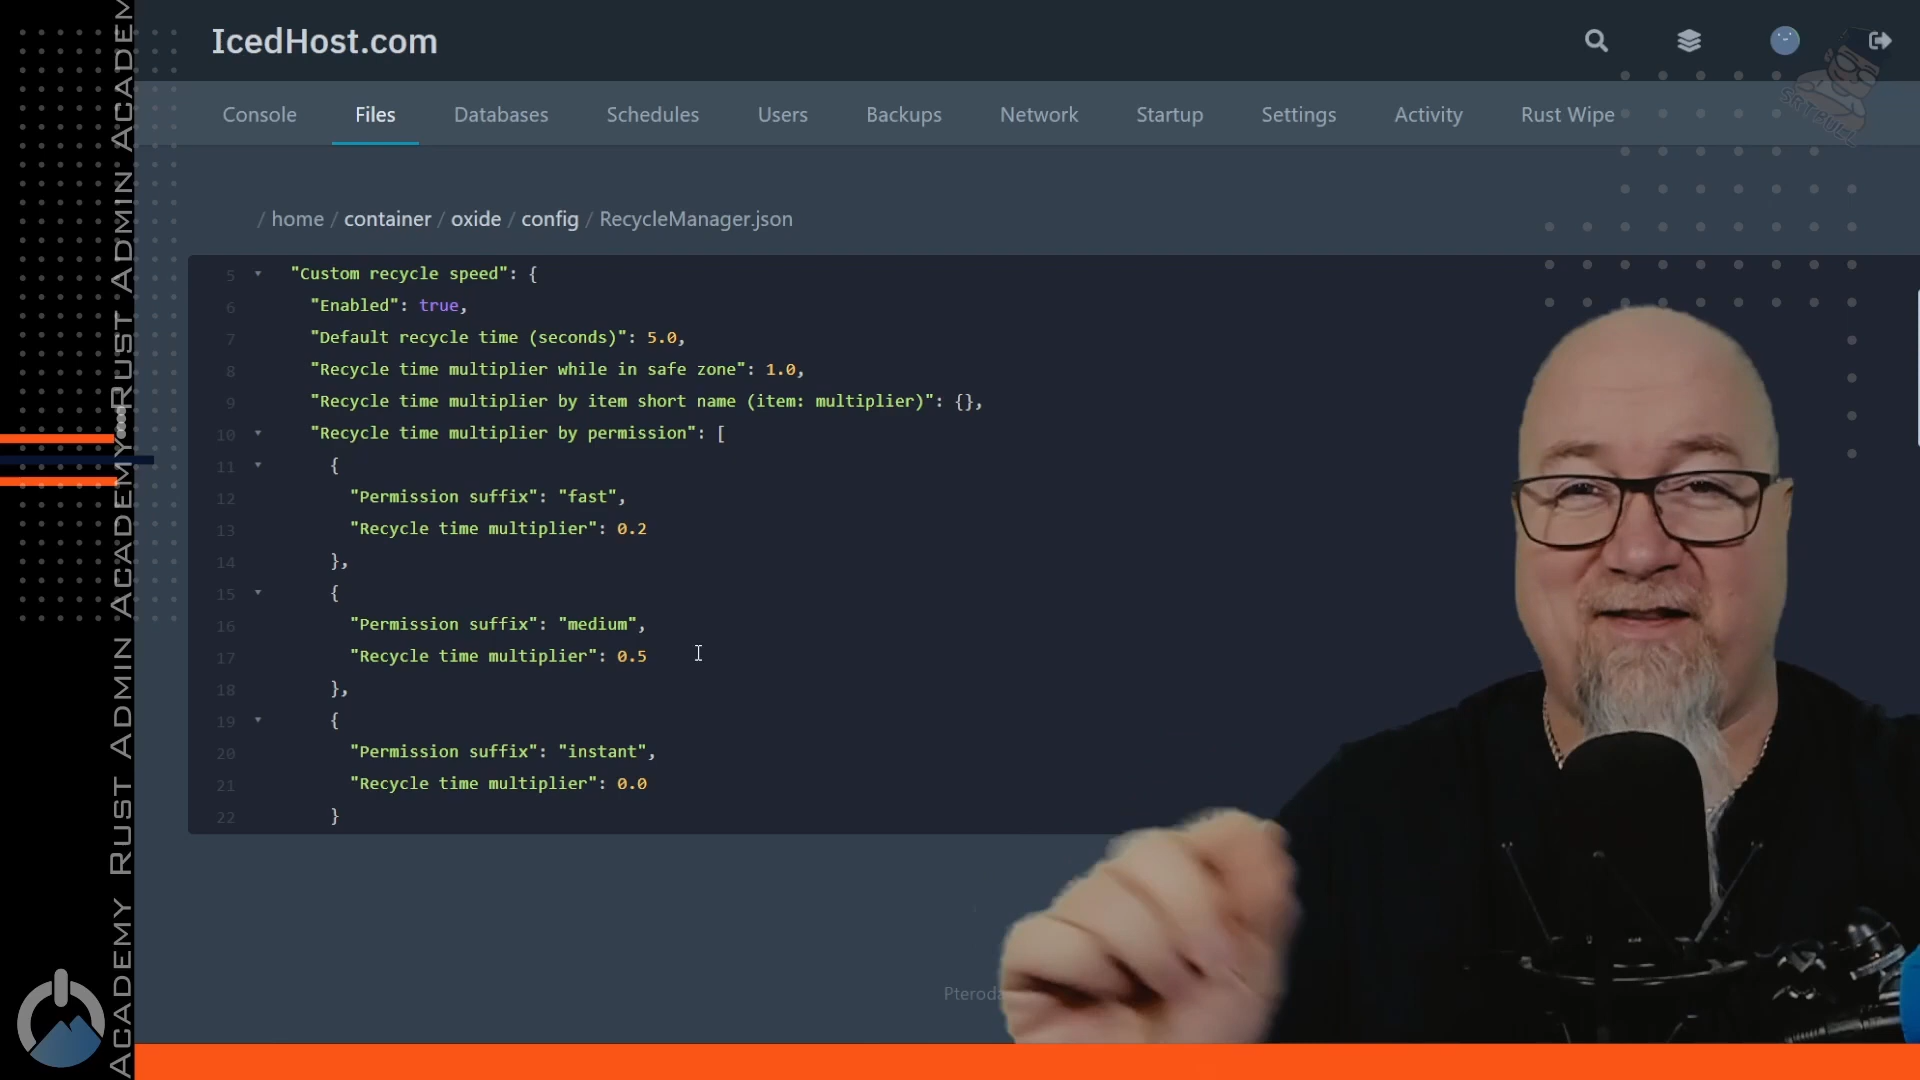 IcedHost.com
Console Files Databases Schedules Users Backups Network Startup Settings Activity Rust Wipe
/ home / container / oxide / config / RecycleManager.json
5 "Custom recycle speed": {
6 "Enabled": true,
7 "Default recycle time (seconds)": 5.0,
8 "Recycle time multiplier while in safe zone": 1.0,
9 "Recycle time multiplier by item short name (item: multiplier)": {},
10 "Recycle time multiplier by permission": [
11 {
12 "Permission suffix": "fast",
13 "Recycle time multiplier": 0.2
14 },
15 {
16 "Permission suffix": "medium",
17 "Recycle time multiplier": 0.5
18 },
19 {
20 "Permission suffix": "instant",
21 "Recycle time multiplier": 0.0
22 }
Pteroda
ACADEMY RUST ADMIN ACADEMY RUST ADMIN ACADEM
SRTBULL